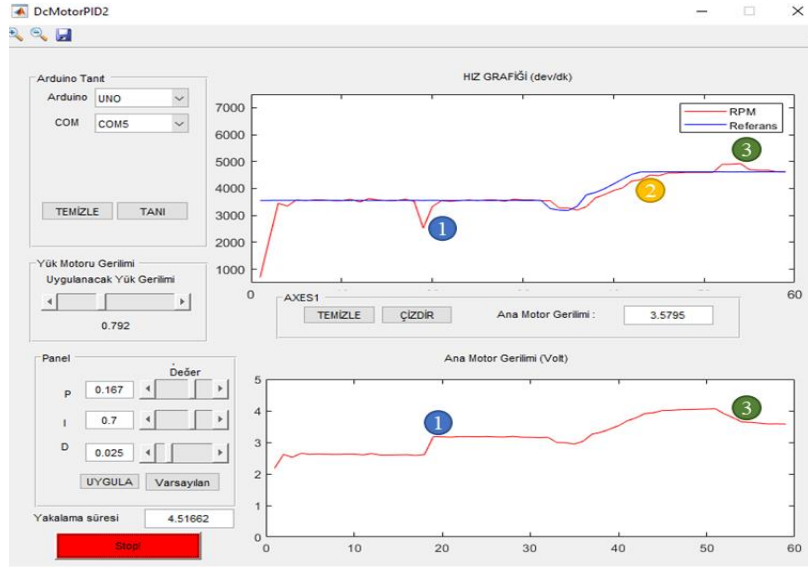 DcMotorPID2
Arduino Tanıt
Arduino UNO
COM COM5
TEMİZLE TANI
Yük Motoru Gerilimi
Uygulanacak Yük Gerilimi
0.792
Panel
Değer
P 0.167
I 0.7
D 0.025
UYGULA Varsayılan
Yakalama süresi 4.51662
Stop!
HIZ GRAFİĞİ (dev/dk)
7000
6000
5000
4000
3000
2000
1000
0 60
RPM
Referans
1
2
3
AXES1
TEMİZLE ÇİZDİR Ana Motor Gerilimi : 3.5795
Ana Motor Gerilimi (Volt)
5
4
3
2
1
0
0 10 20 30 40 50 60
1
3